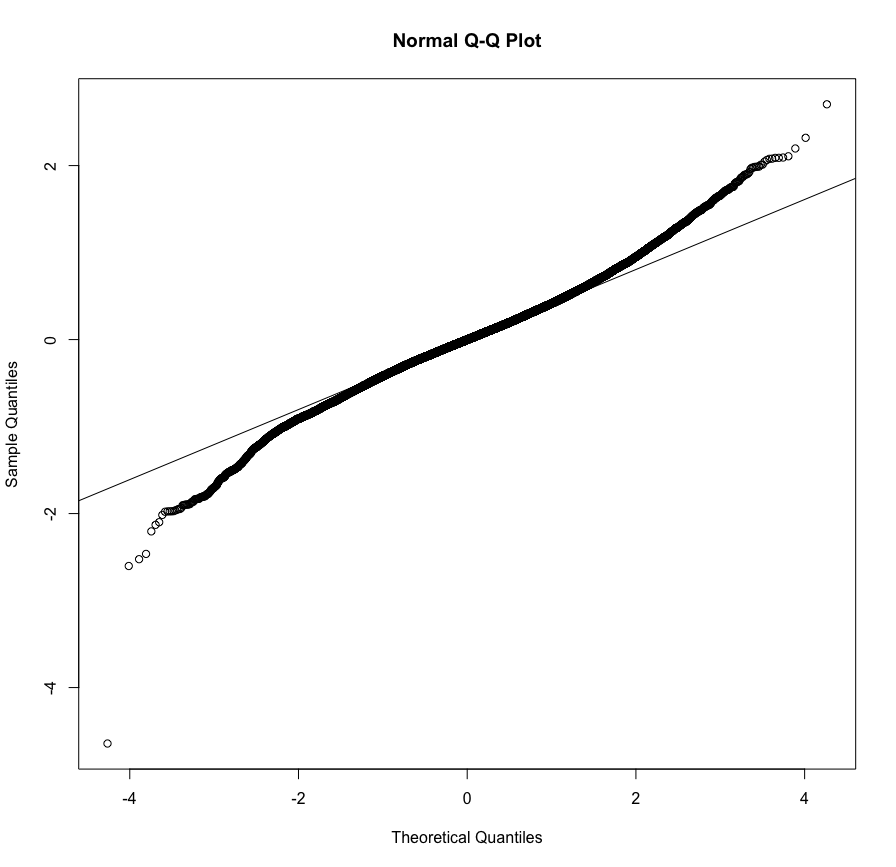 Normal Q-Q Plot
2
0
-2
-4
Sample Quantiles
-4 -2 0 2 4
Theoretical Quantiles